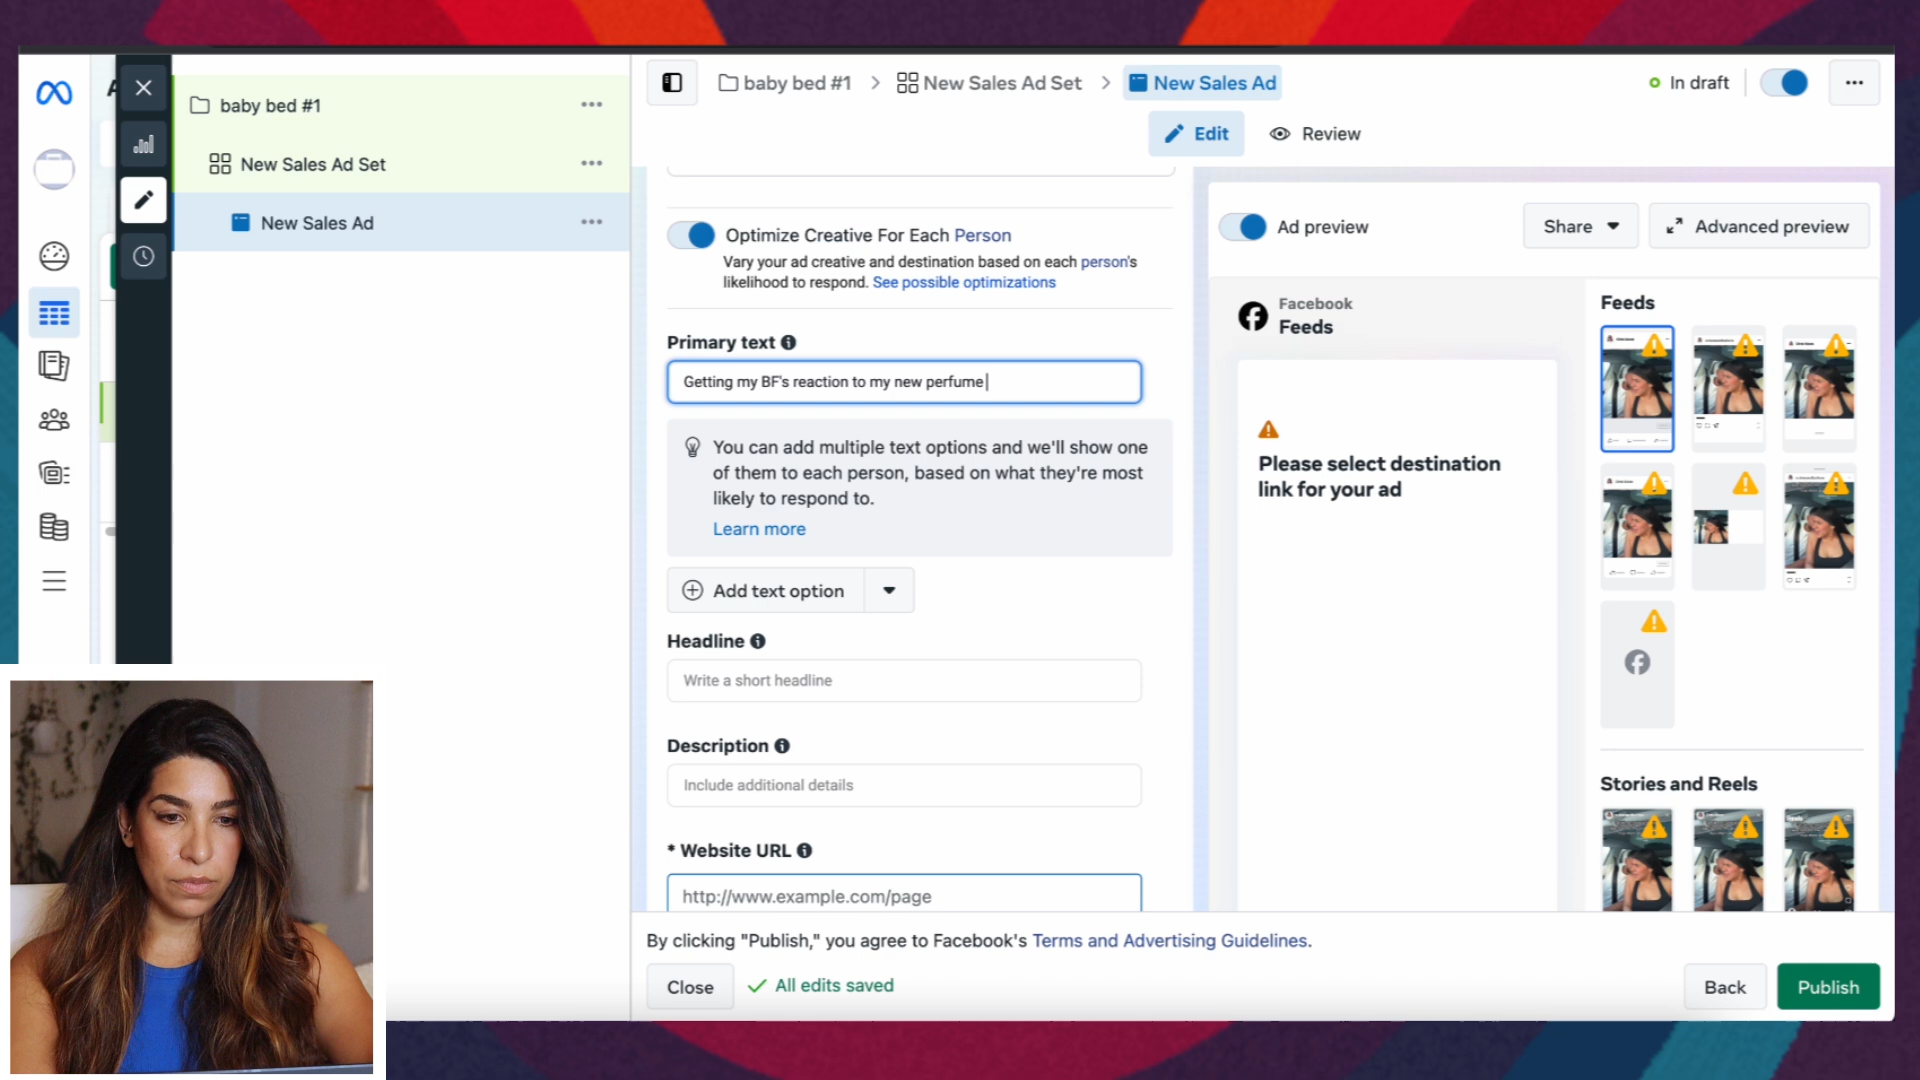 baby bed #1
New Sales Ad Set
New Sales Ad
baby bed #1 > New Sales Ad Set > New Sales Ad
In draft
Edit
Review
Optimize Creative For Each Person
Vary your ad creative and destination based on each person's
likelihood to respond. See possible optimizations
Primary text
Getting my BF's reaction to my new perfume
You can add multiple text options and we'll show one
of them to each person, based on what they're most
likely to respond to.
Learn more
Add text option
Headline
Write a short headline
Description
Include additional details
* Website URL
http://www.example.com/page
Ad preview
Share
Advanced preview
Facebook
Feeds
Please select destination
link for your ad
Feeds
Stories and Reels
By clicking "Publish," you agree to Facebook's Terms and Advertising Guidelines.
Close
All edits saved
Back
Publish